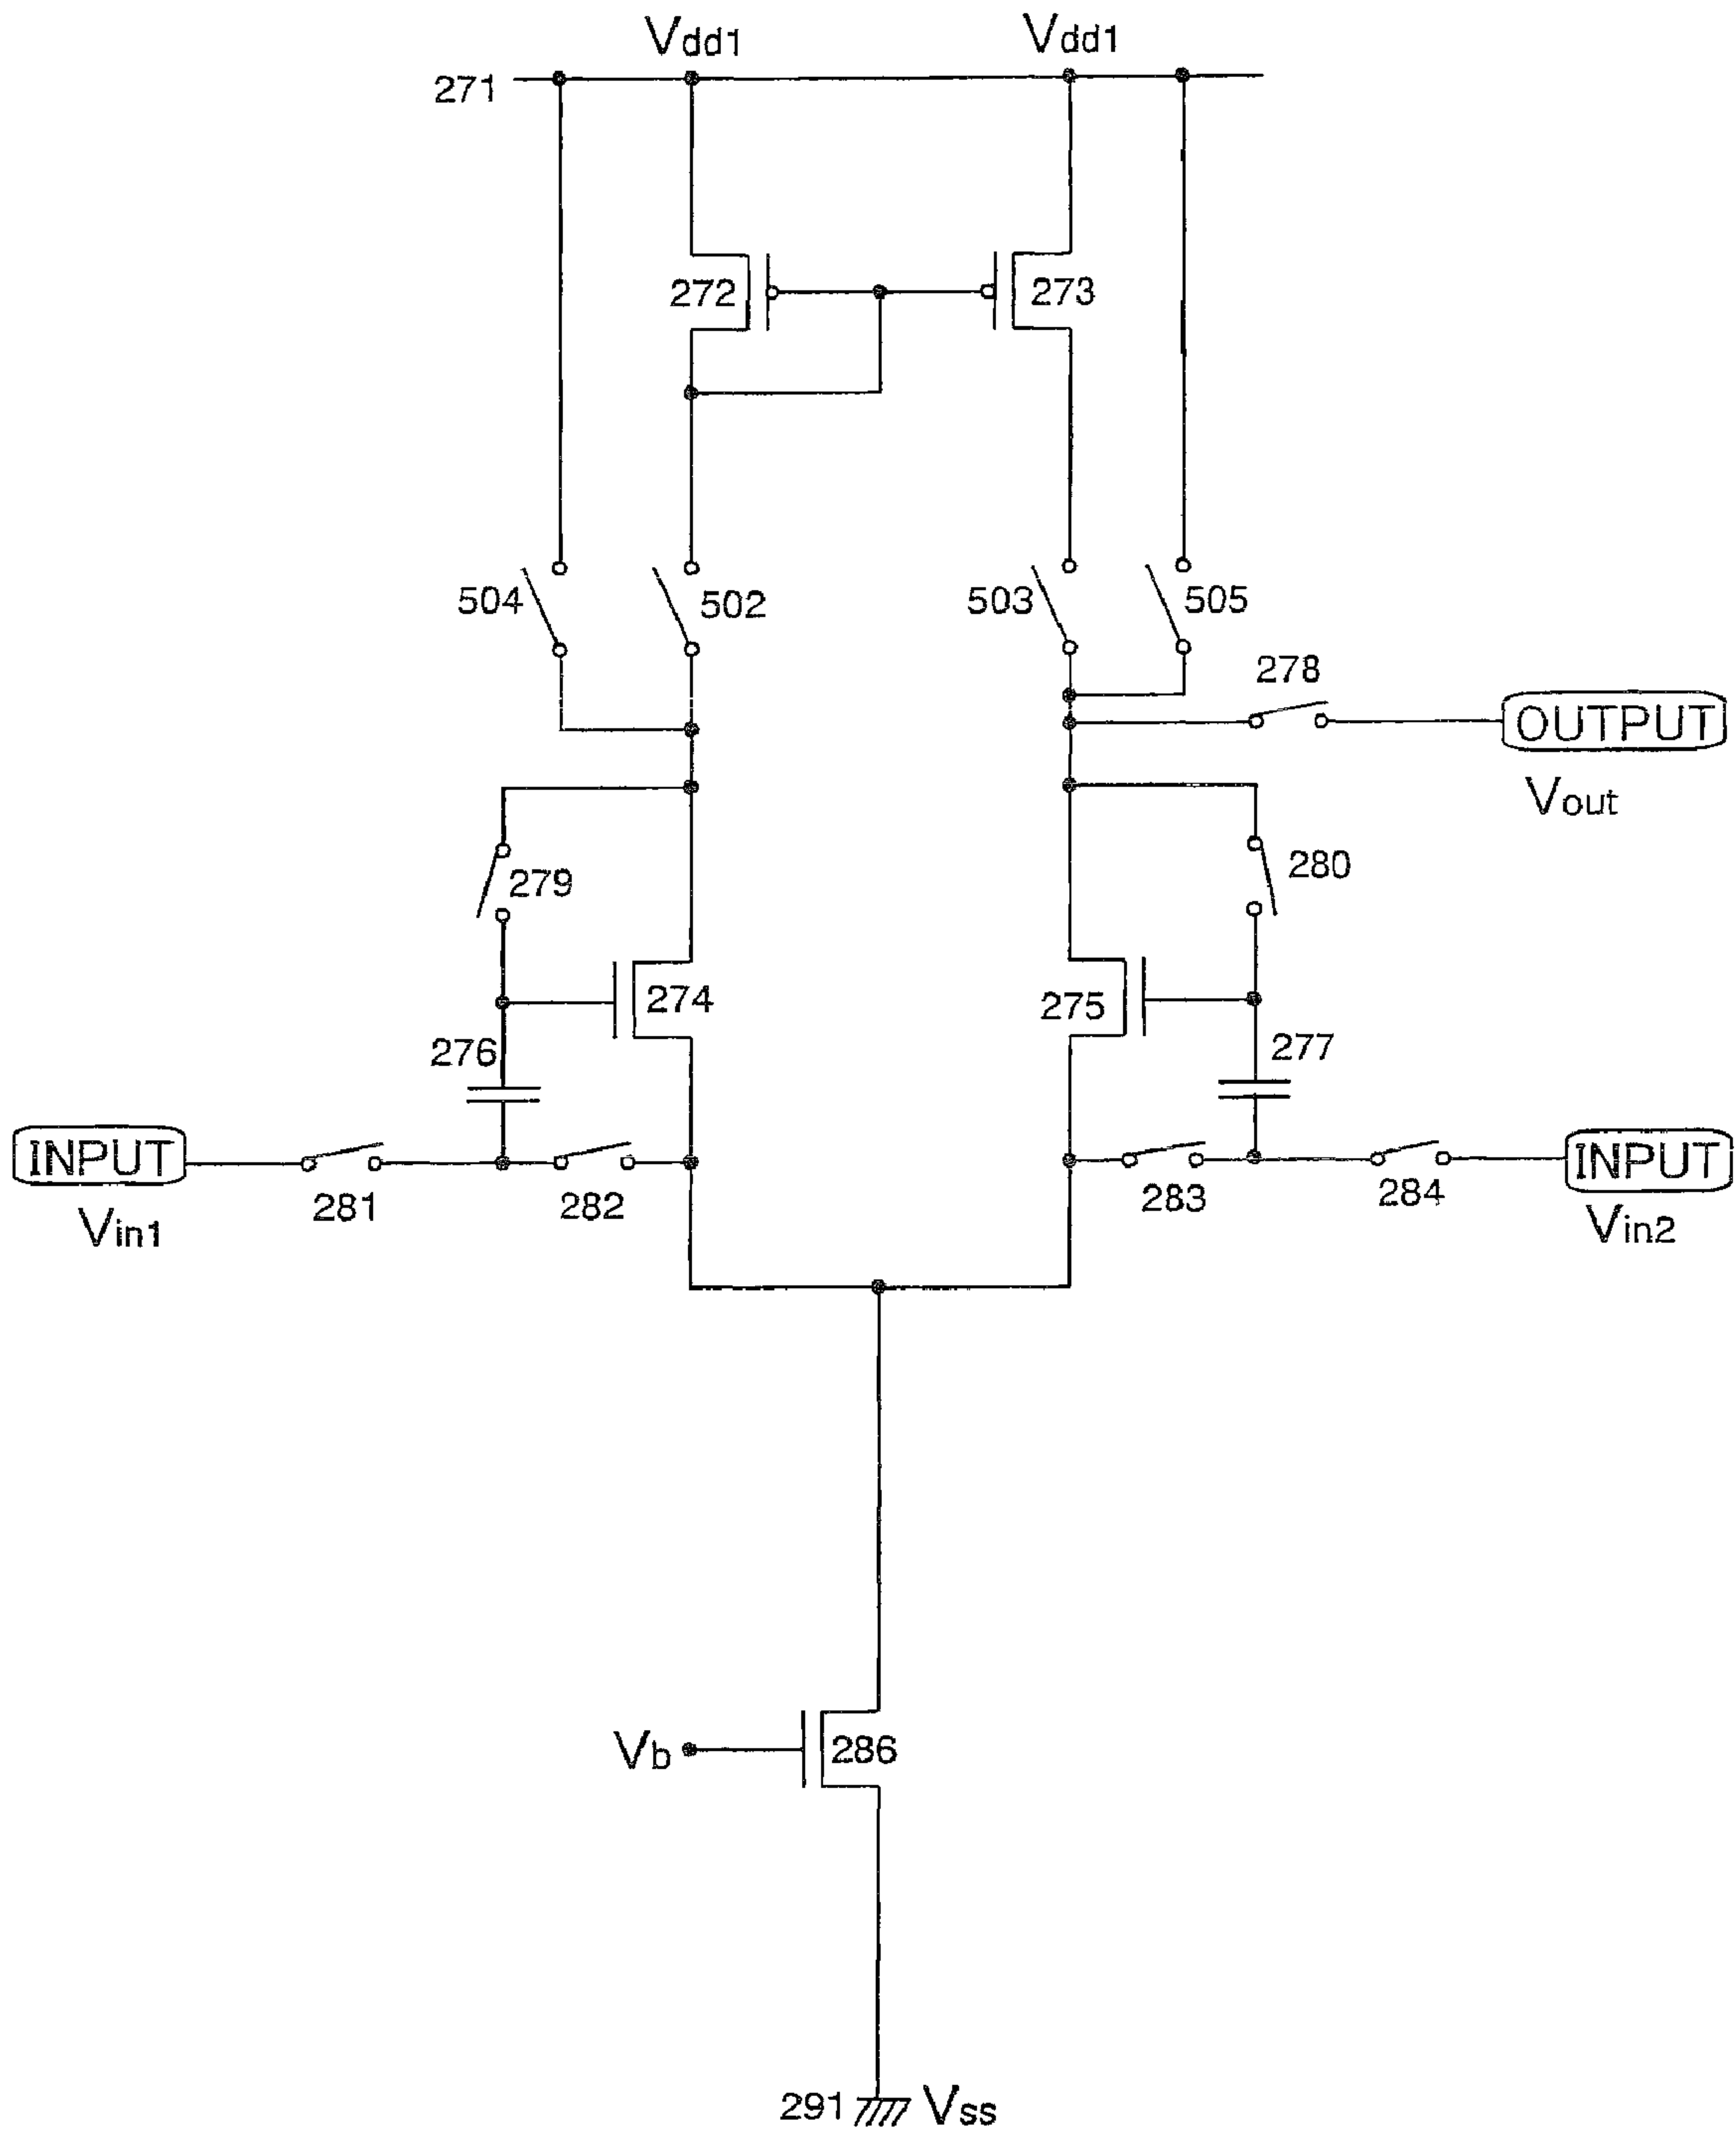 Vdd1 Vdd1
271
272 273
504 502 503 505
278
OUTPUT
Vout
279 280
274 275
276 277
INPUT INPUT
281 282 283 284
Vin1 Vin2
Vb 286
291 Vss